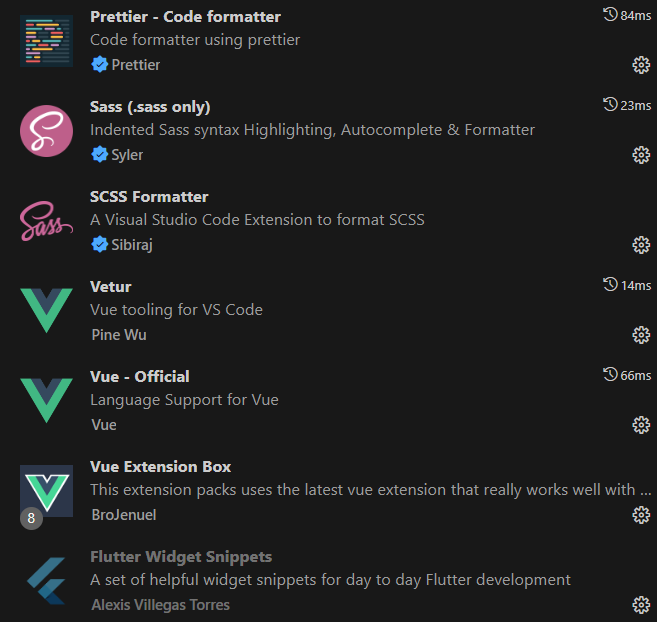 Prettier - Code formatter
84ms
Code formatter using prettier
Prettier
Sass (.sass only)
23ms
Indented Sass syntax Highlighting, Autocomplete & Formatter
Syler
SCSS Formatter
Sass
A Visual Studio Code Extension to format SCSS
Sibiraj
Vetur
14ms
Vue tooling for VS Code
Pine Wu
Vue - Official
66ms
Language Support for Vue
Vue
Vue Extension Box
This extension packs uses the latest vue extension that really works well with ...
8
BroJenuel
Flutter Widget Snippets
A set of helpful widget snippets for day to day Flutter development
Alexis Villegas Torres